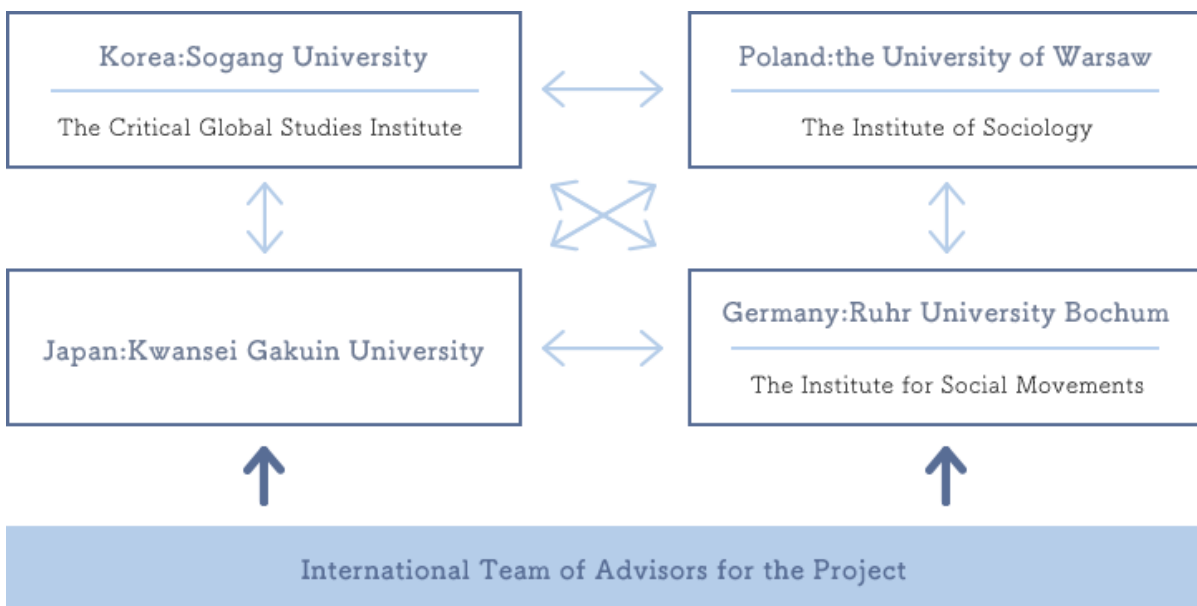 Korea:Sogang University
The Critical Global Studies Institute
Poland:the University of Warsaw
The Institute of Sociology
Japan:Kwansei Gakuin University
Germany:Ruhr University Bochum
The Institute for Social Movements
International Team of Advisors for the Project